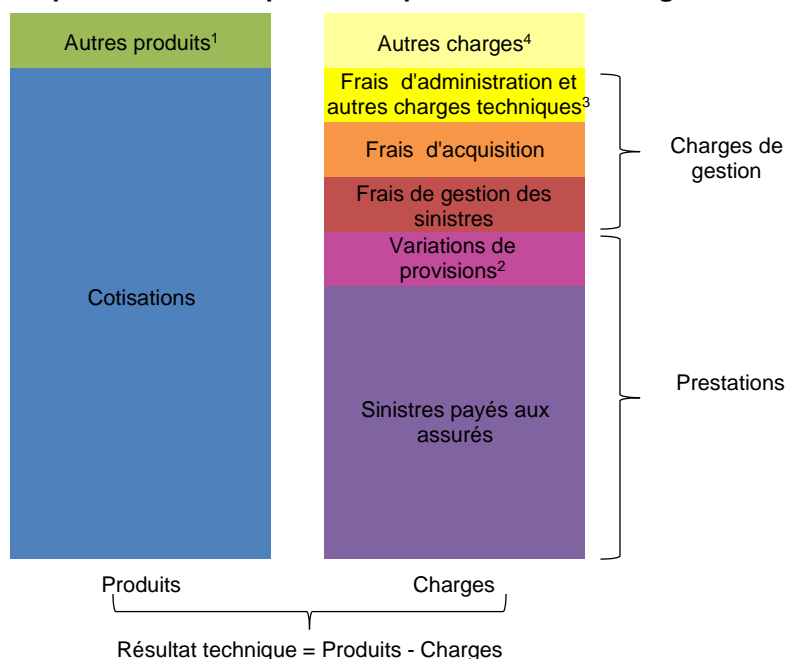 Autres produits¹
Autres charges⁴
Frais d'administration et
autres charges techniques³
Frais d'acquisition
Charges de
gestion
Frais de gestion des
sinistres
Variations de
provisions²
Cotisations
Prestations
Sinistres payés aux
assurés
Produits
Charges
Résultat technique = Produits - Charges